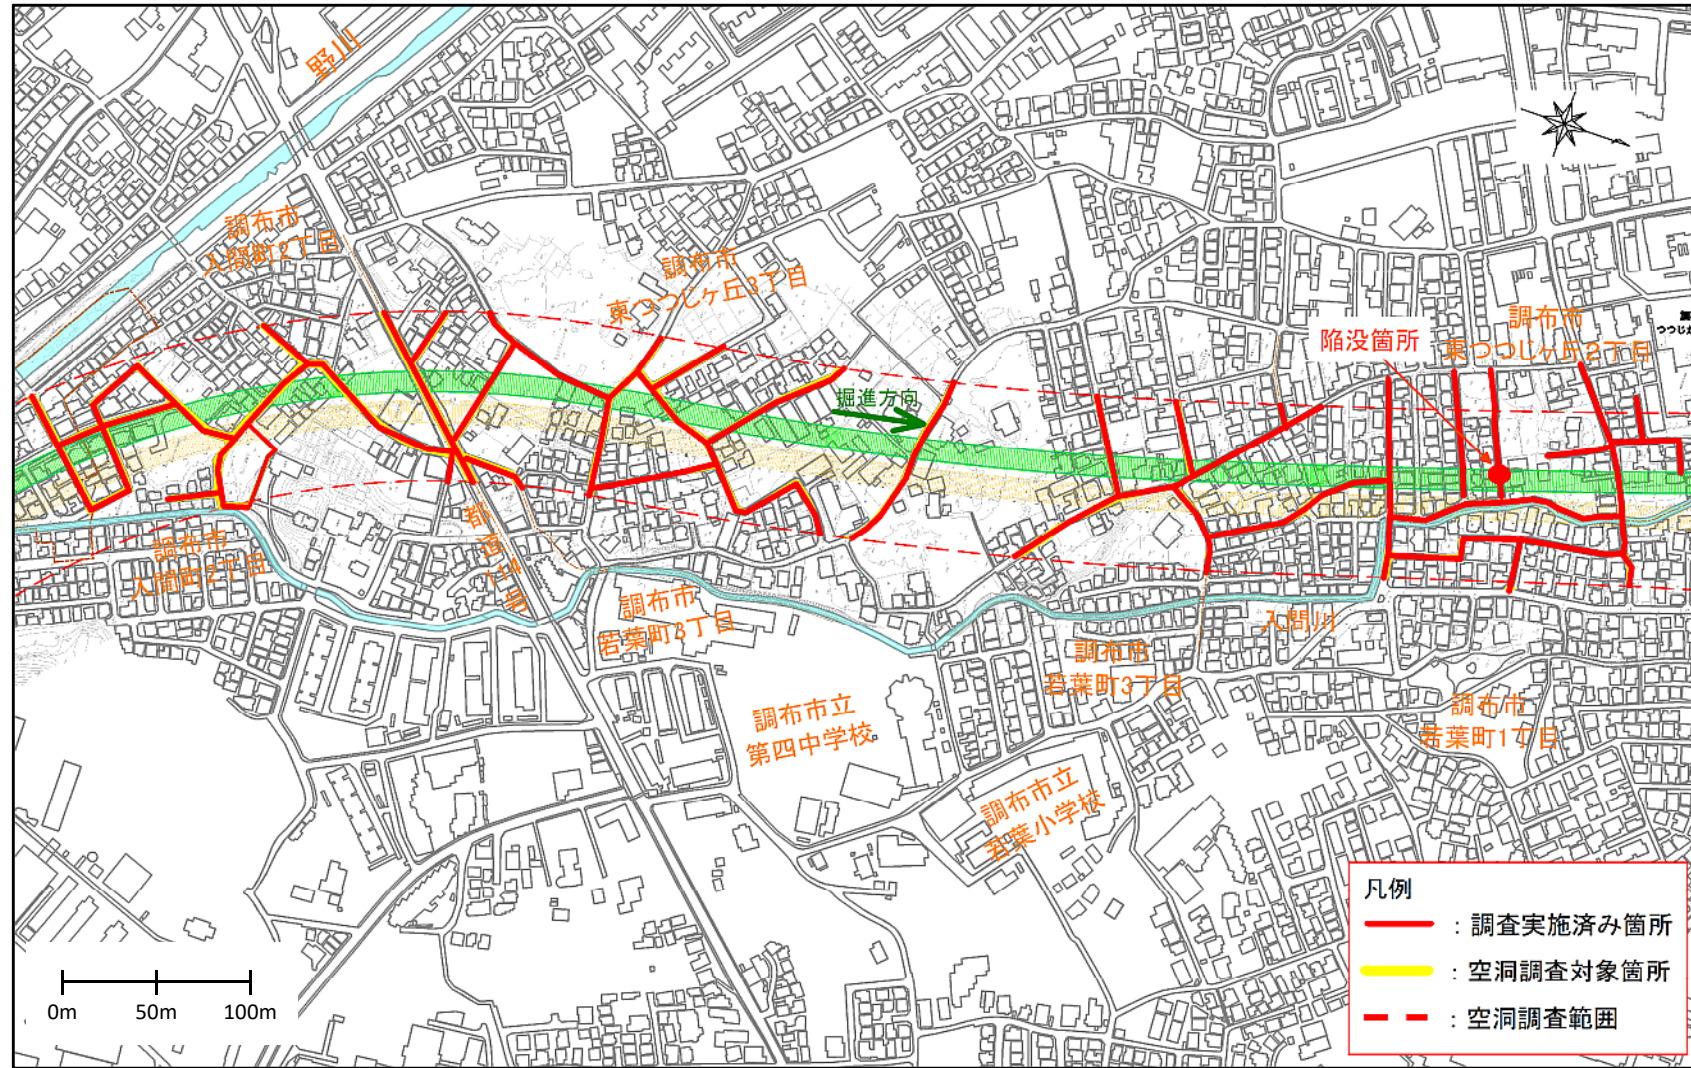 野川
調布市
入間町2丁目
調布市
東つつじヶ丘3丁目
調布市
東つつじヶ丘2丁目
つつじが
陥没箇所
掘進方向
都道114号
調布市
入間町2丁目
調布市
若葉町3丁目
入間川
調布市
若葉町3丁目
調布市立
第四中学校
調布市
若葉町1丁目
調布市立
若葉小学校
凡例
：調査実施済み箇所
：空洞調査対象箇所
：空洞調査範囲
0m 50m 100m